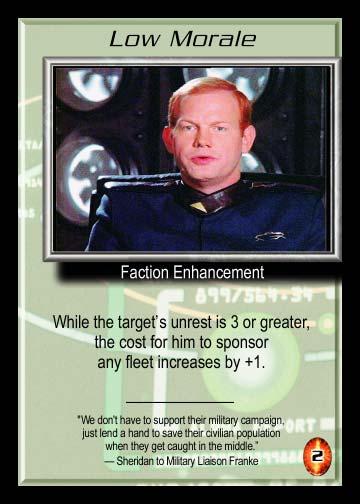 Low Morale
Faction Enhancement
While the target's unrest is 3 or greater,
the cost for him to sponsor
any fleet increases by +1.
"We don't have to support their military campaign,
just lend a hand to save their civilian population
when they get caught in the middle."
— Sheridan to Military Liaison Franke
2